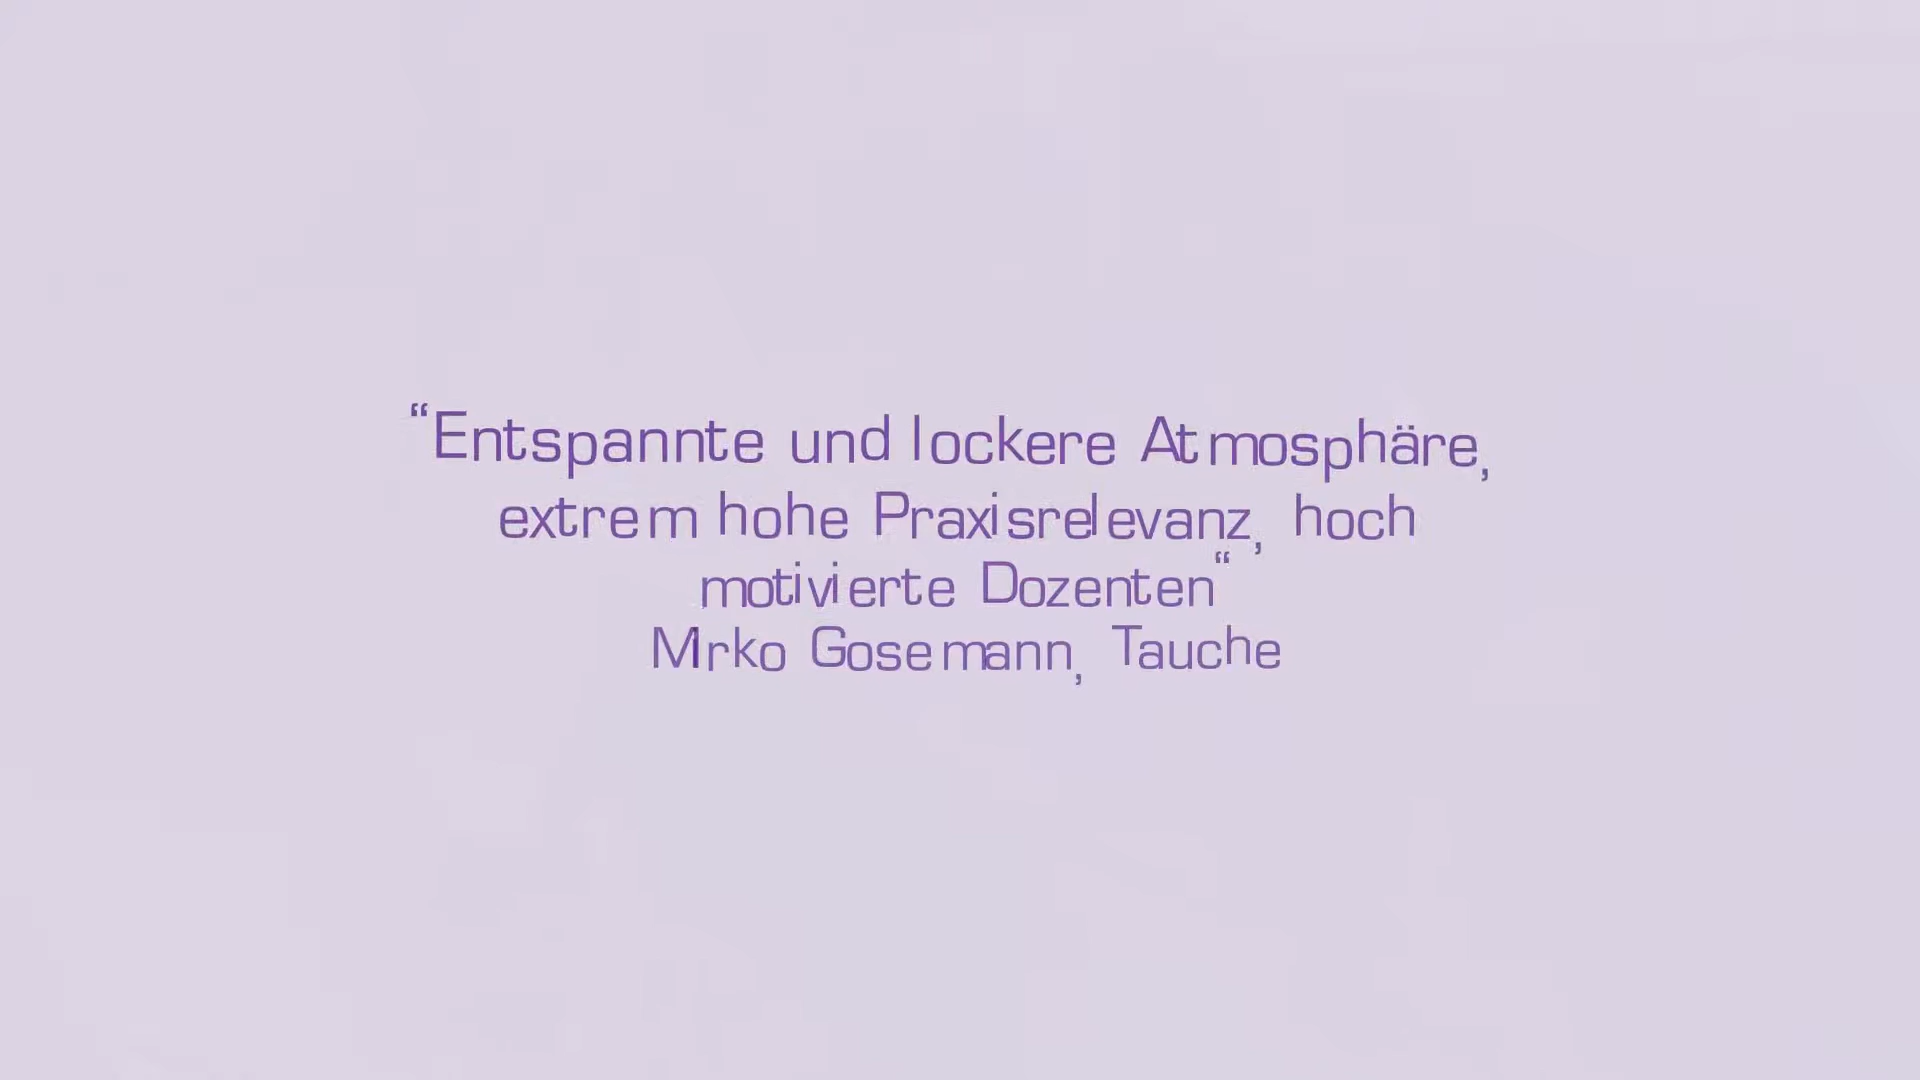 “Entspannte und lockere Atmosphäre,
extrem hohe Praxisrelevanz, hoch
motivierte Dozenten“
Mirko Gosemann, Tauche